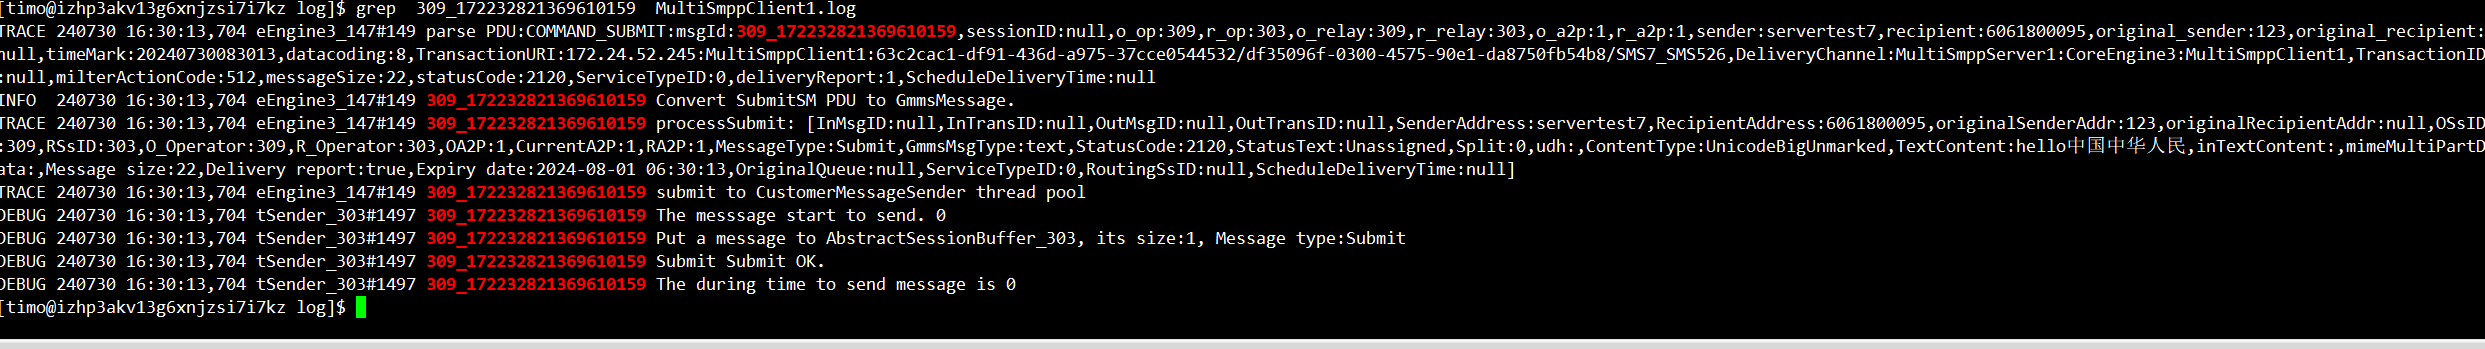 [timo@izhp3akv13g6xnjzsi7i7kz log]$ grep  309_172232821369610159  MultiSmppClient1.log
TRACE 240730 16:30:13,704 eEngine3_147#149 parse PDU:COMMAND_SUBMIT:msgId:309_172232821369610159,sessionID:null,o_op:309,r_op:303,o_relay:309,r_relay:303,o_a2p:1,r_a2p:1,sender:servertest7,recipient:6061800095,original_sender:123,original_recipient:
null,timeMark:20240730083013,datacoding:8,TransactionURI:172.24.52.245:MultiSmppClient1:63c2cac1-df91-436d-a975-37cce0544532/df35096f-0300-4575-90e1-da8750fb54b8/SMS7_SMS526,DeliveryChannel:MultiSmppServer1:CoreEngine3:MultiSmppClient1,TransactionID
:null,milterActionCode:512,messageSize:22,statusCode:2120,ServiceTypeID:0,deliveryReport:1,ScheduleDeliveryTime:null
INFO  240730 16:30:13,704 eEngine3_147#149 309_172232821369610159 Convert SubmitSM PDU to GmmsMessage.
TRACE 240730 16:30:13,704 eEngine3_147#149 309_172232821369610159 processSubmit: [InMsgID:null,InTransID:null,OutMsgID:null,OutTransID:null,SenderAddress:servertest7,RecipientAddress:6061800095,originalSenderAddr:123,originalRecipientAddr:null,OSsID
:309,RSsID:303,O_Operator:309,R_Operator:303,OA2P:1,CurrentA2P:1,RA2P:1,MessageType:Submit,GmmsMsgType:text,StatusCode:2120,StatusText:Unassigned,Split:0,udh:,ContentType:UnicodeBigUnmarked,TextContent:hello中国中华人民,inTextContent:,mimeMultiPartD
ata:,Message size:22,Delivery report:true,Expiry date:2024-08-01 06:30:13,OriginalQueue:null,ServiceTypeID:0,RoutingSsID:null,ScheduleDeliveryTime:null]
TRACE 240730 16:30:13,704 eEngine3_147#149 309_172232821369610159 submit to CustomerMessageSender thread pool
DEBUG 240730 16:30:13,704 tSender_303#1497 309_172232821369610159 The messsage start to send. 0
DEBUG 240730 16:30:13,704 tSender_303#1497 309_172232821369610159 Put a message to AbstractSessionBuffer_303, its size:1, Message type:Submit
DEBUG 240730 16:30:13,704 tSender_303#1497 309_172232821369610159 Submit Submit OK.
DEBUG 240730 16:30:13,704 tSender_303#1497 309_172232821369610159 The during time to send message is 0
[timo@izhp3akv13g6xnjzsi7i7kz log]$